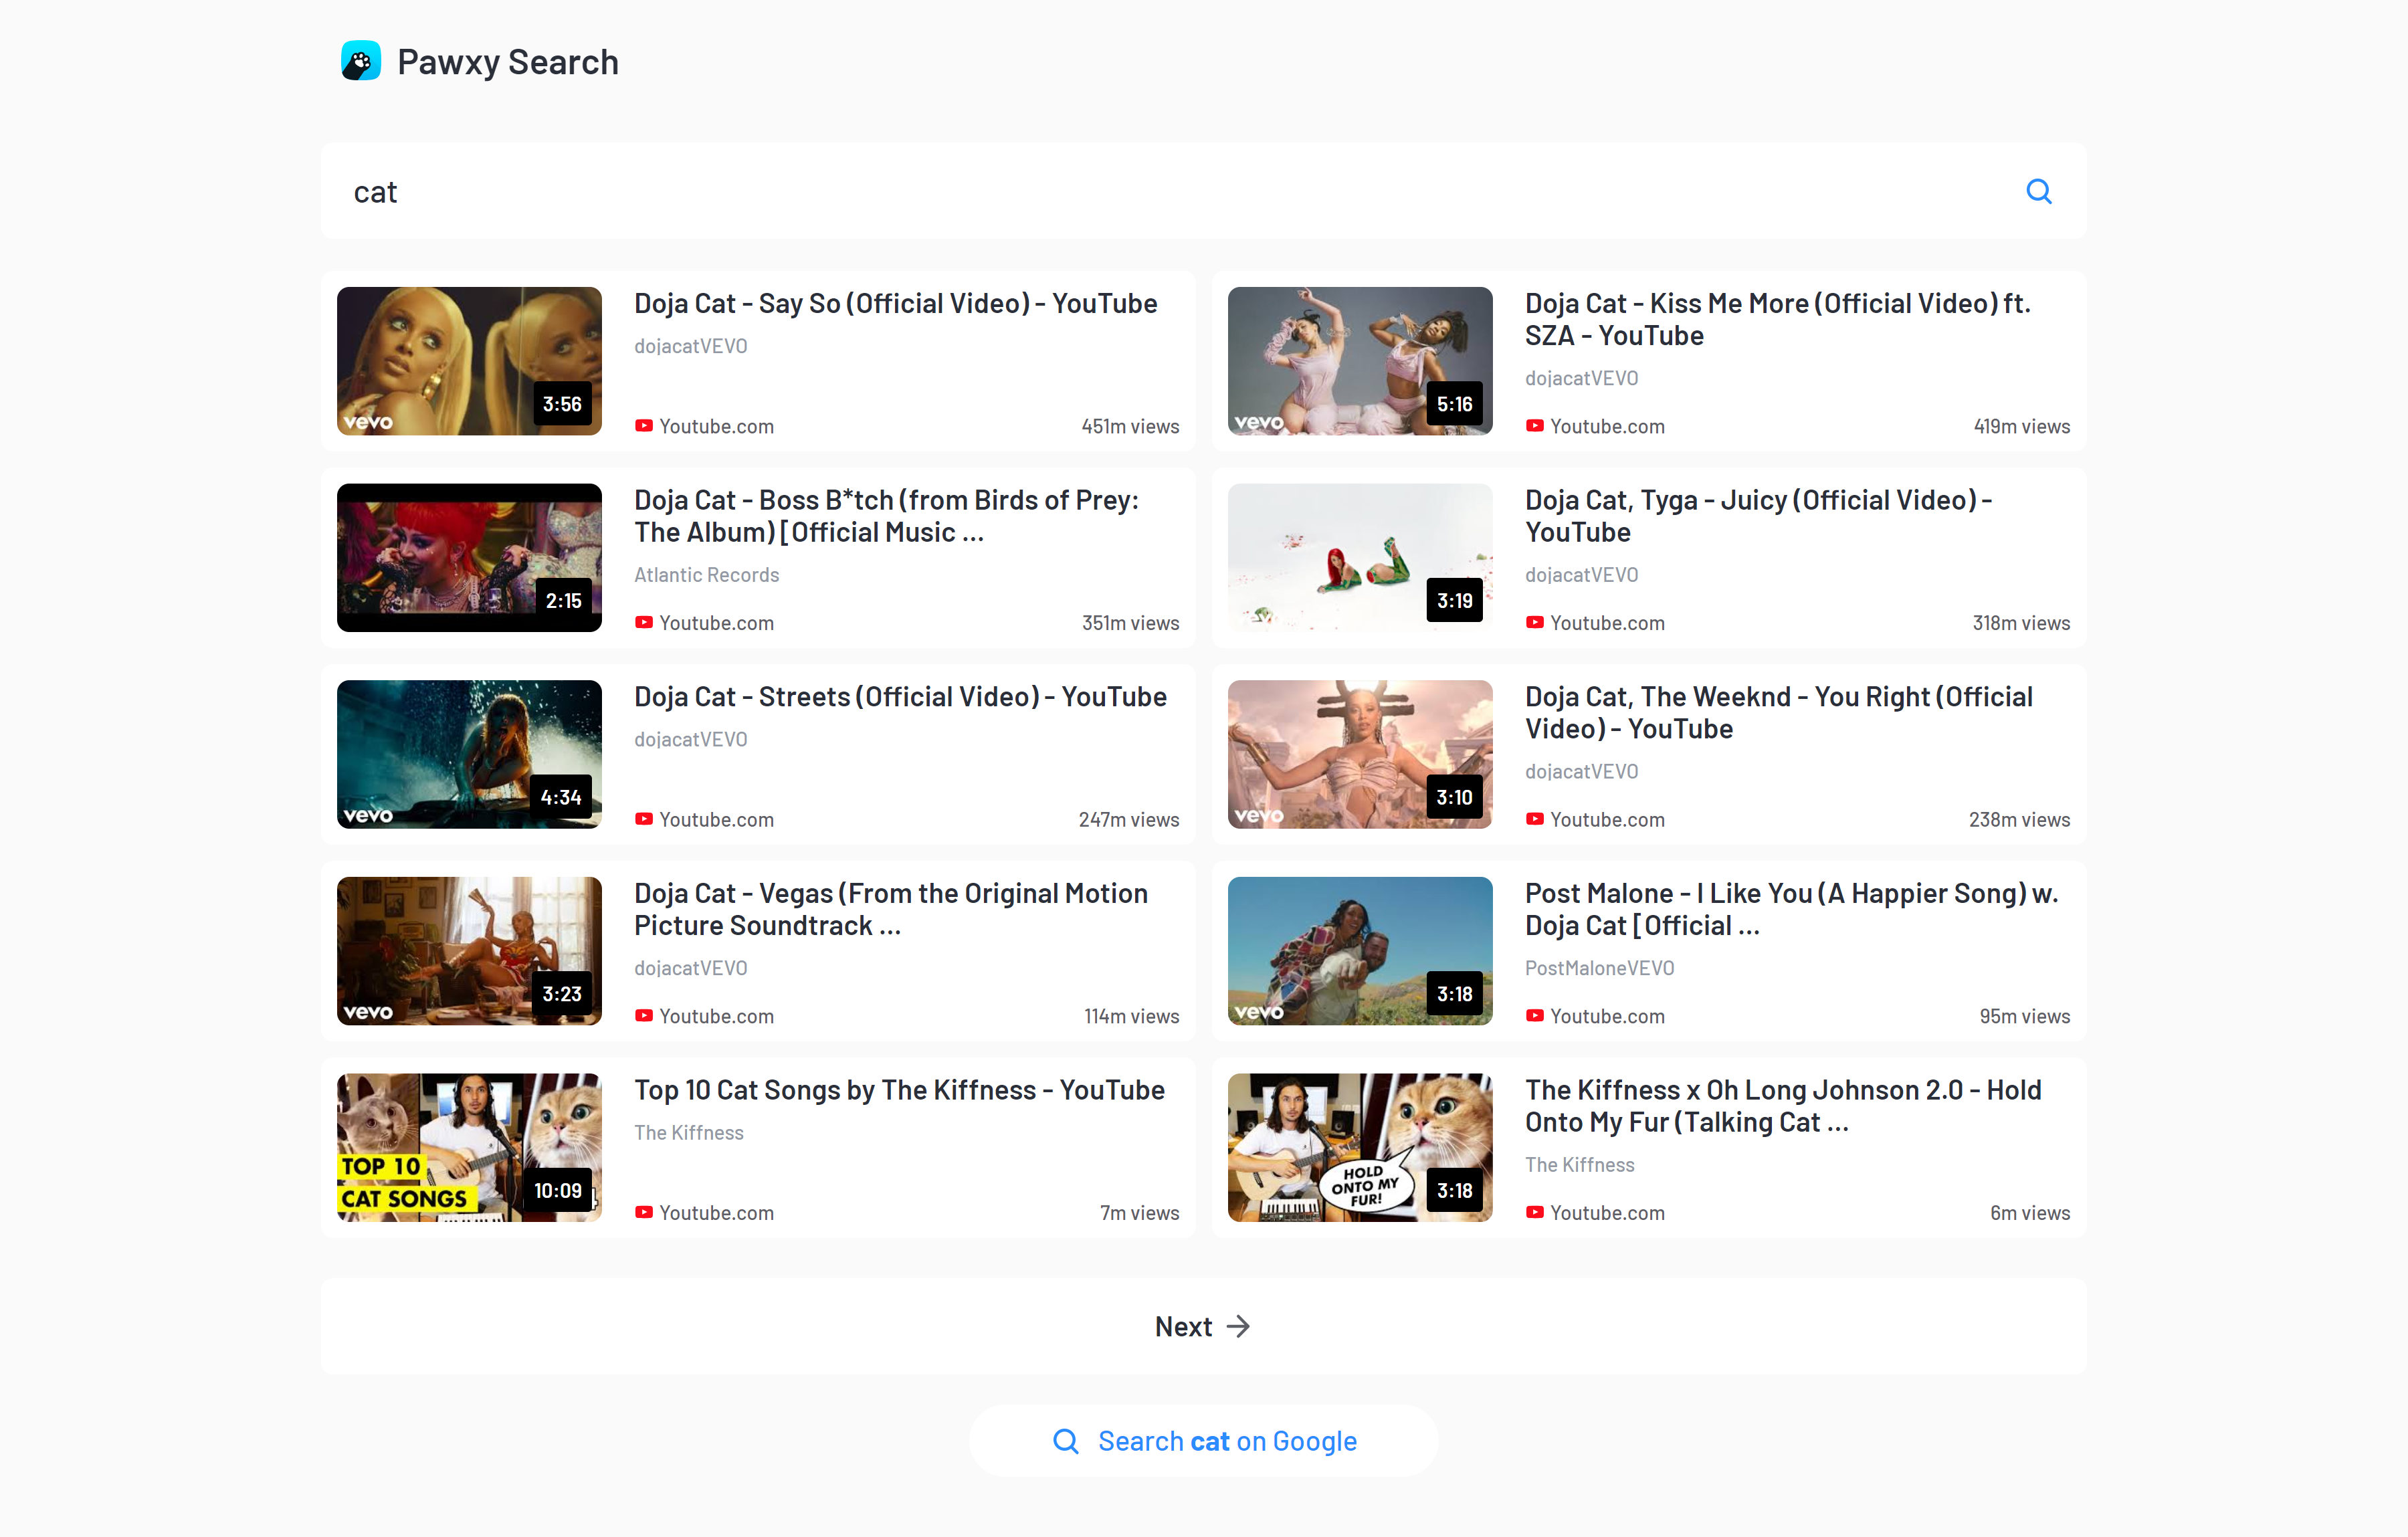 Pawxy Search
cat
3:56
vevo
Doja Cat - Say So (Official Video) - YouTube
dojacatVEVO
Youtube.com
451m views
5:16
vevo
Doja Cat - Kiss Me More (Official Video) ft.
SZA - YouTube
dojacatVEVO
Youtube.com
419m views
2:15
Doja Cat - Boss B*tch (from Birds of Prey:
The Album) [Official Music ...
Atlantic Records
Youtube.com
351m views
3:19
Doja Cat, Tyga - Juicy (Official Video) -
YouTube
dojacatVEVO
Youtube.com
318m views
4:34
vevo
Doja Cat - Streets (Official Video) - YouTube
dojacatVEVO
Youtube.com
247m views
3:10
vevo
Doja Cat, The Weeknd - You Right (Official
Video) - YouTube
dojacatVEVO
Youtube.com
238m views
3:23
vevo
Doja Cat - Vegas (From the Original Motion
Picture Soundtrack ...
dojacatVEVO
Youtube.com
114m views
3:18
vevo
Post Malone - I Like You (A Happier Song) w.
Doja Cat [Official ...
PostMaloneVEVO
Youtube.com
95m views
TOP 10
CAT SONGS
10:09
Top 10 Cat Songs by The Kiffness - YouTube
The Kiffness
Youtube.com
7m views
HOLD
ONTO MY
FUR!
3:18
The Kiffness x Oh Long Johnson 2.0 - Hold
Onto My Fur (Talking Cat ...
The Kiffness
Youtube.com
6m views
Next
Search cat on Google